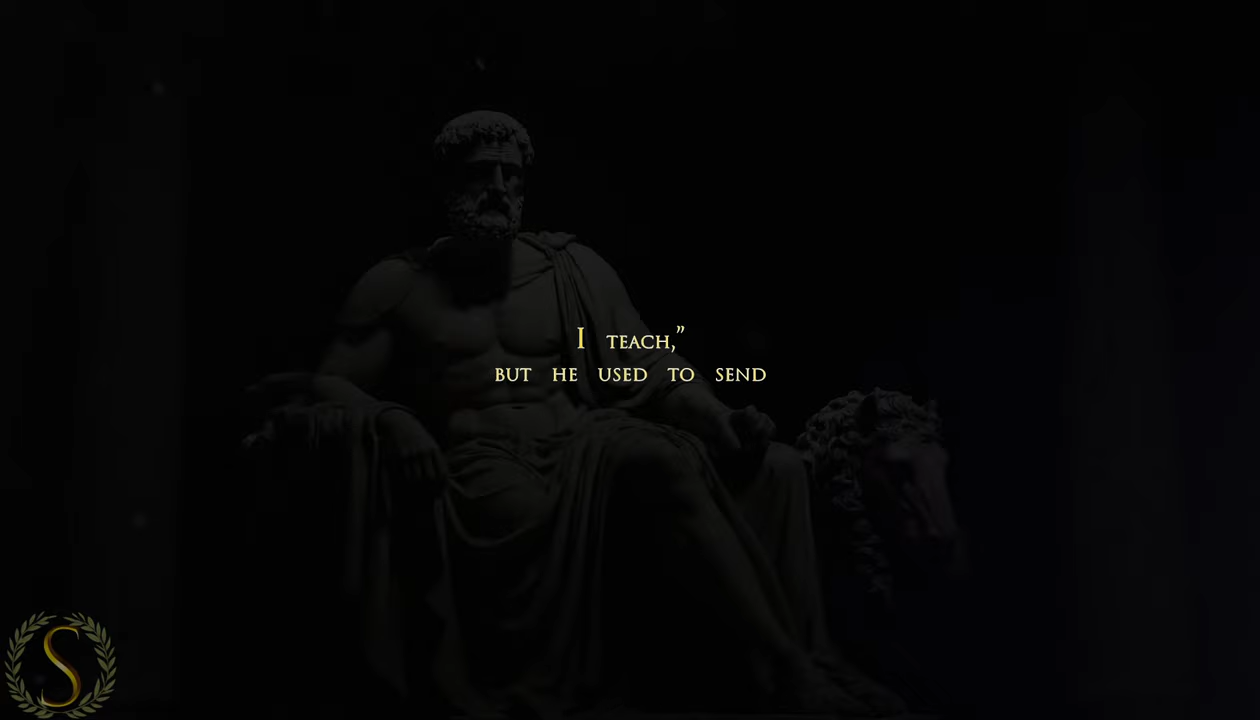 I TEACH,”
BUT HE USED TO SEND
S